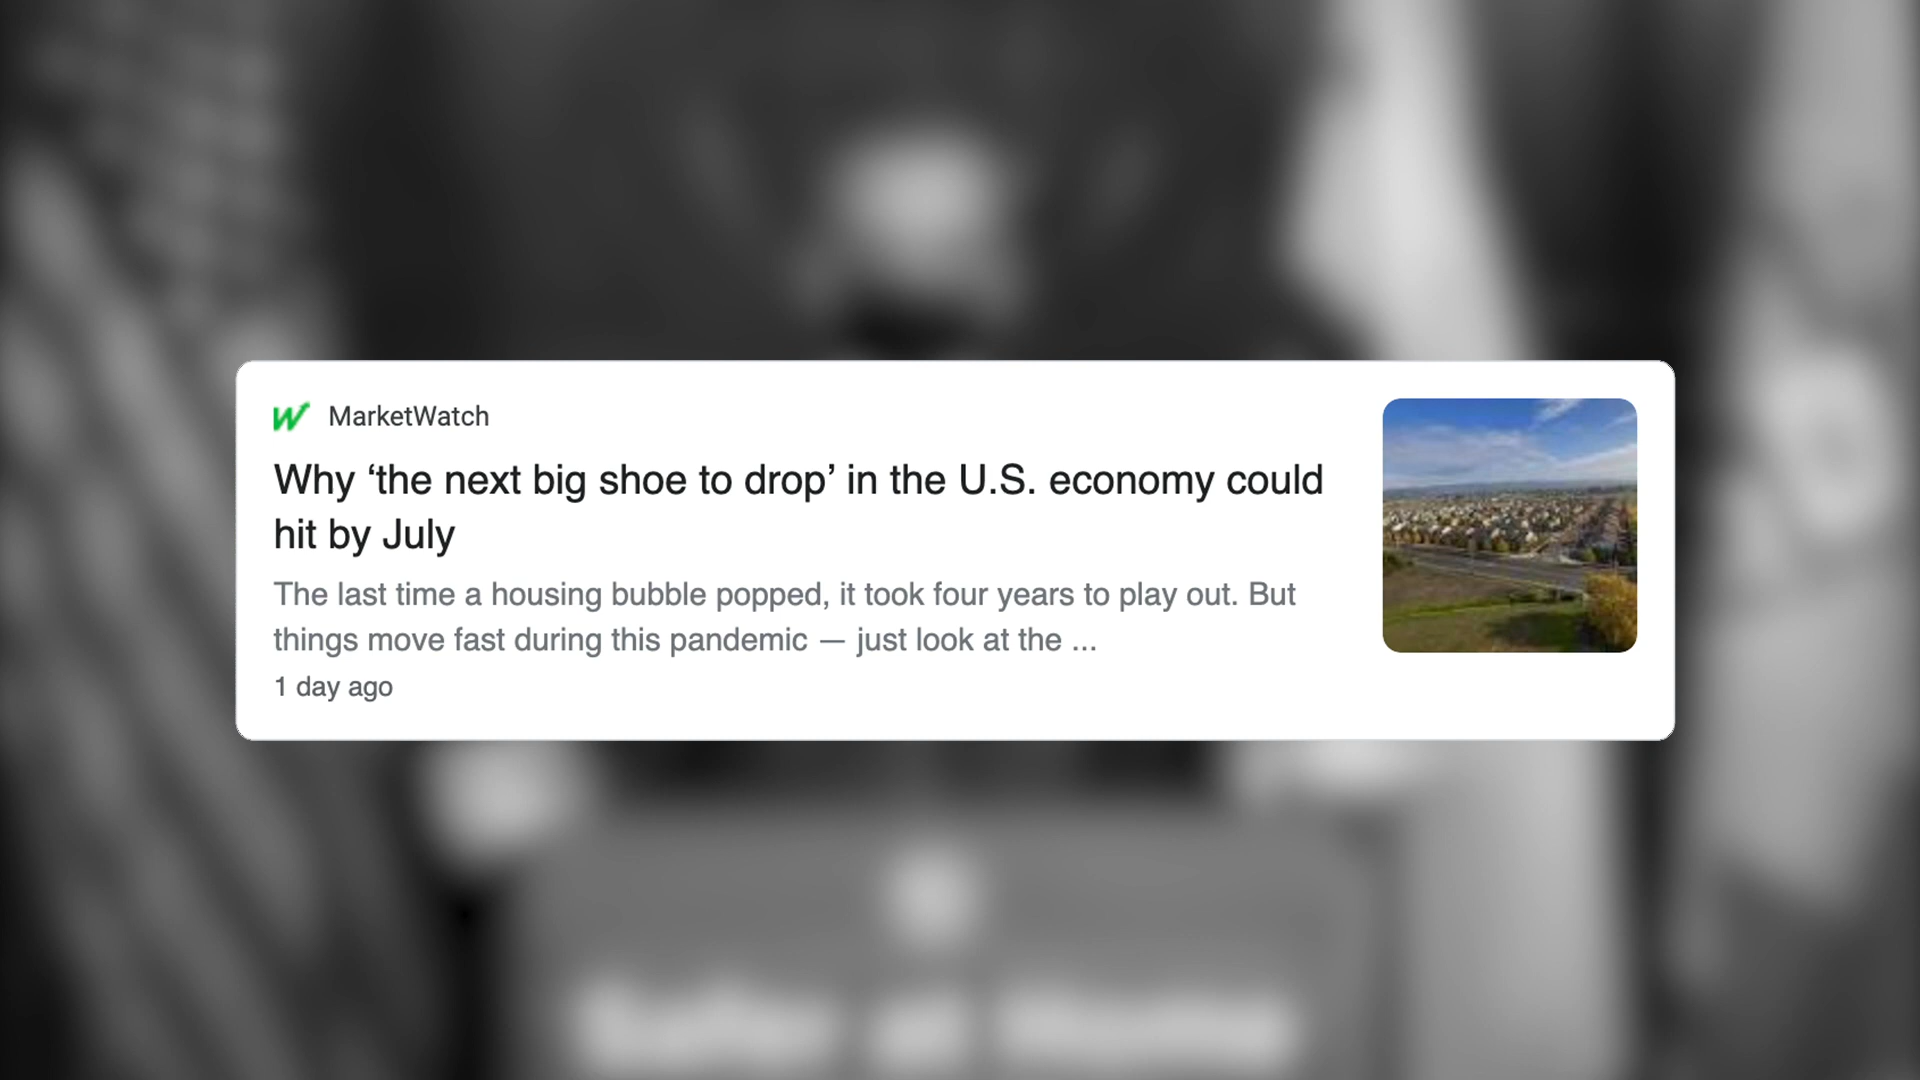 MarketWatch
Why ‘the next big shoe to drop’ in the U.S. economy could
hit by July
The last time a housing bubble popped, it took four years to play out. But
things move fast during this pandemic — just look at the ...
1 day ago